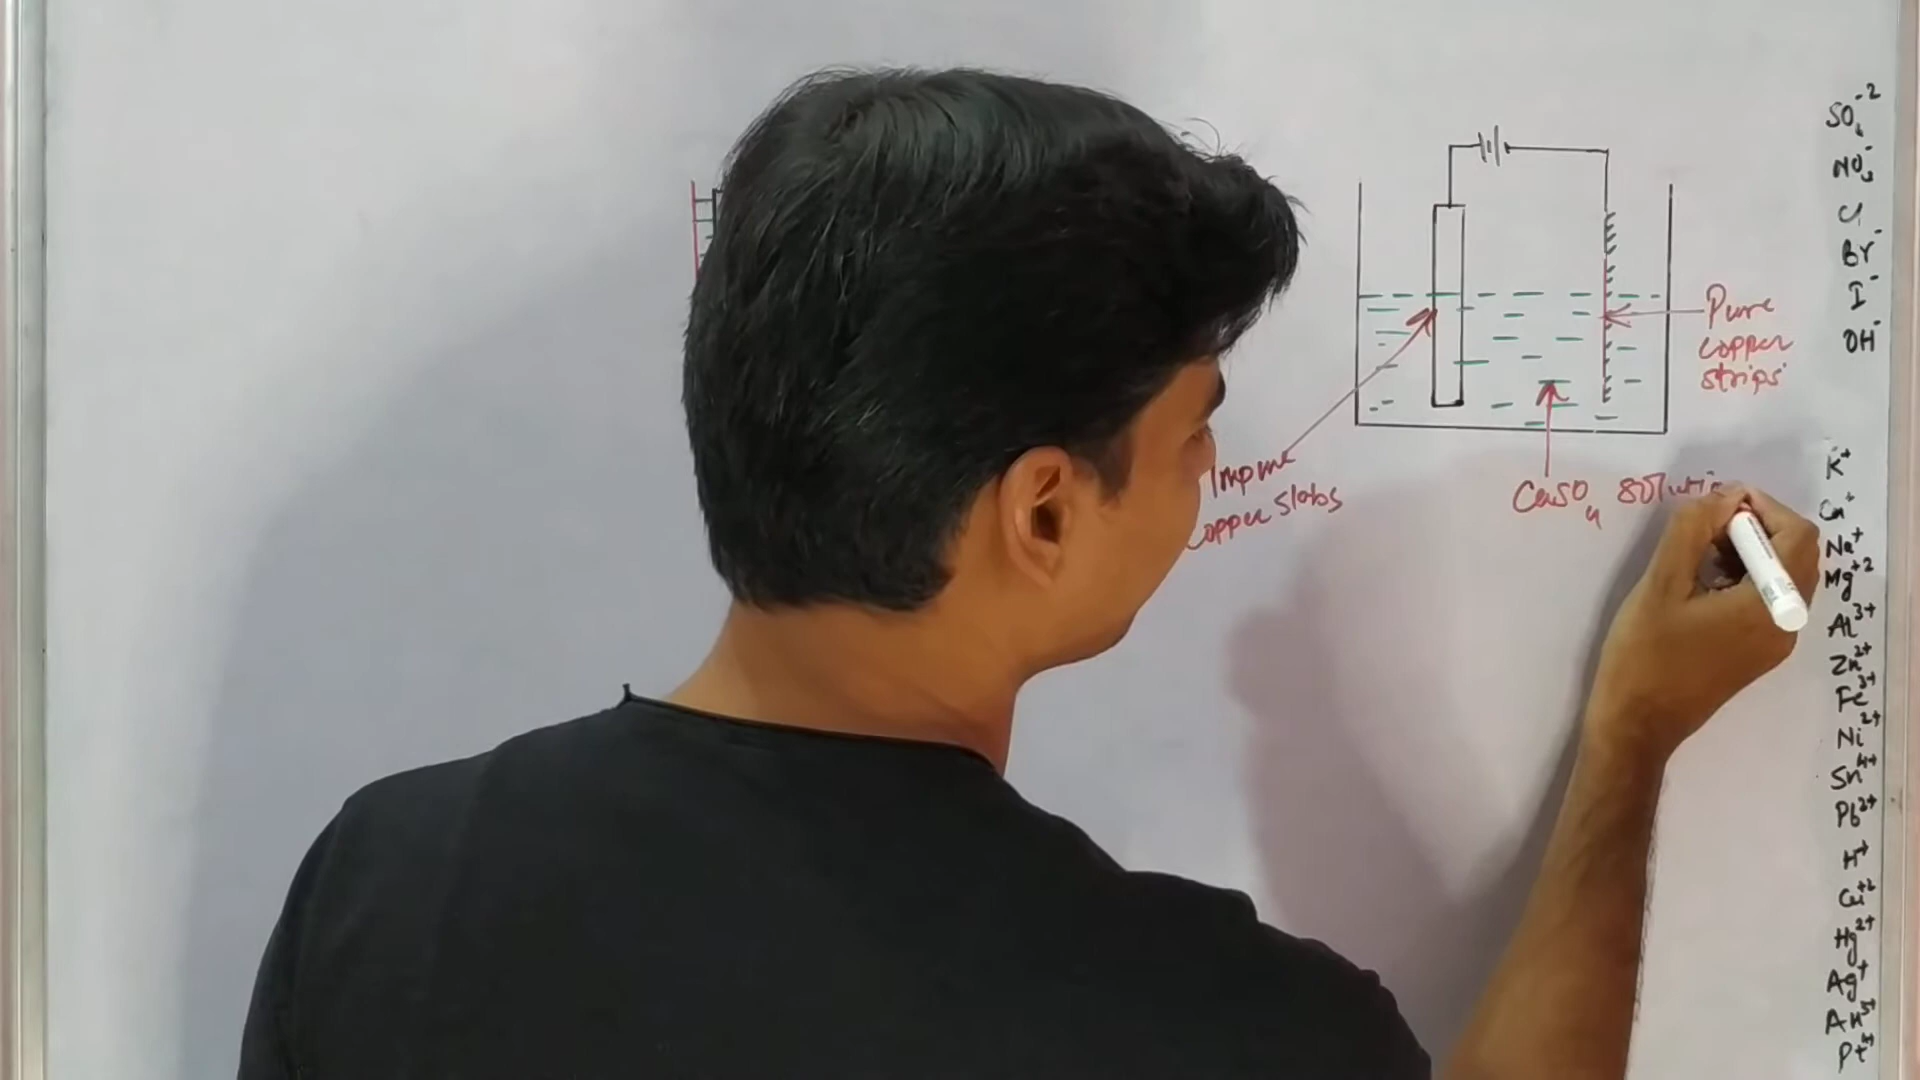 SO₄⁻²
NO₃⁻
Cl
Br⁻
I⁻
OH⁻
Pure
copper
strips
Impure
copper slabs
CuSO₄ solutio
K⁺
Ca⁺
Na⁺
Mg⁺²
Al³⁺
Zn²⁺
Fe³⁺
Ni²⁺
Sn⁴⁺
Pb²⁺
H⁺
Cu⁺²
Hg²⁺
Ag⁺
Au³⁺
Pt⁴⁺